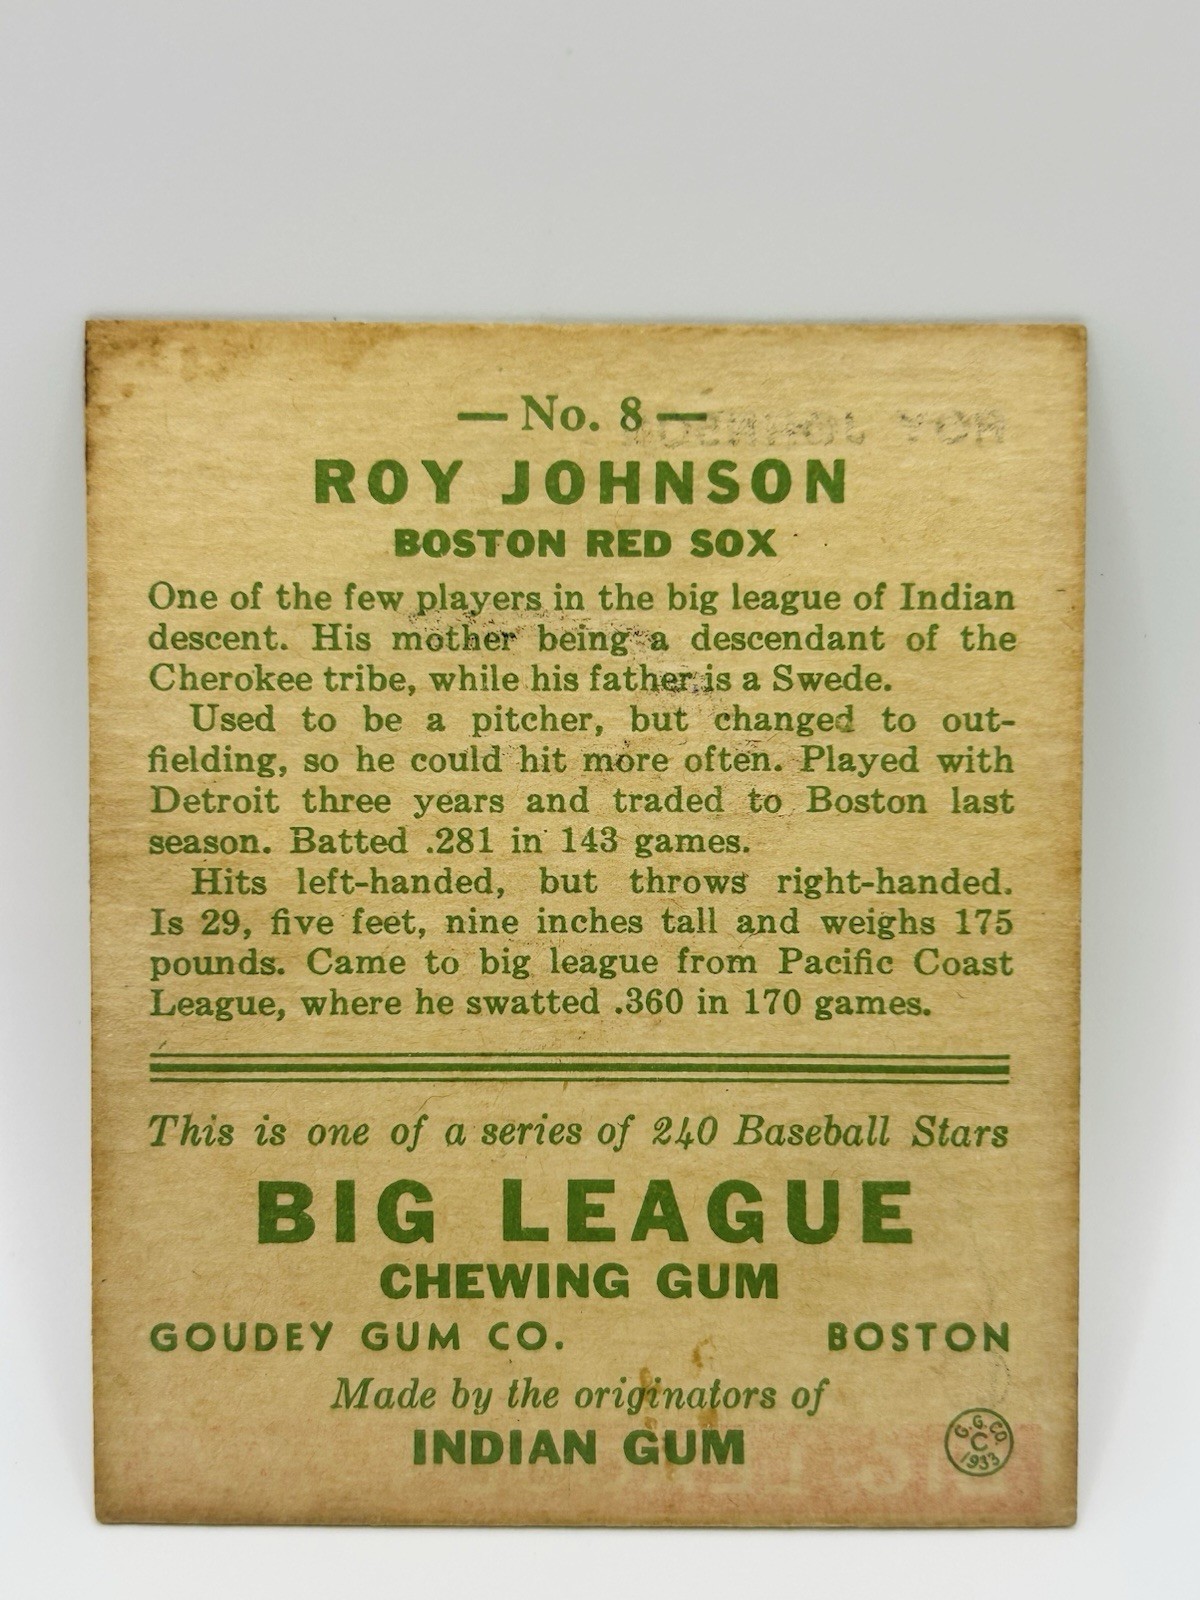 — No. 8 —
ROY JOHNSON
ROY JOHNSON
BOSTON RED SOX
One of the few players in the big league of Indian
descent. His mother being a descendant of the
Cherokee tribe, while his father is a Swede.
Used to be a pitcher, but changed to out-
fielding, so he could hit more often. Played with
Detroit three years and traded to Boston last
season. Batted .281 in 143 games.
Hits left-handed, but throws right-handed.
Is 29, five feet, nine inches tall and weighs 175
pounds. Came to big league from Pacific Coast
League, where he swatted .360 in 170 games.
This is one of a series of 240 Baseball Stars
BIG LEAGUE
CHEWING GUM
GOUDEY GUM CO. BOSTON
Made by the originators of
INDIAN GUM
G. G. CO.
C
1933